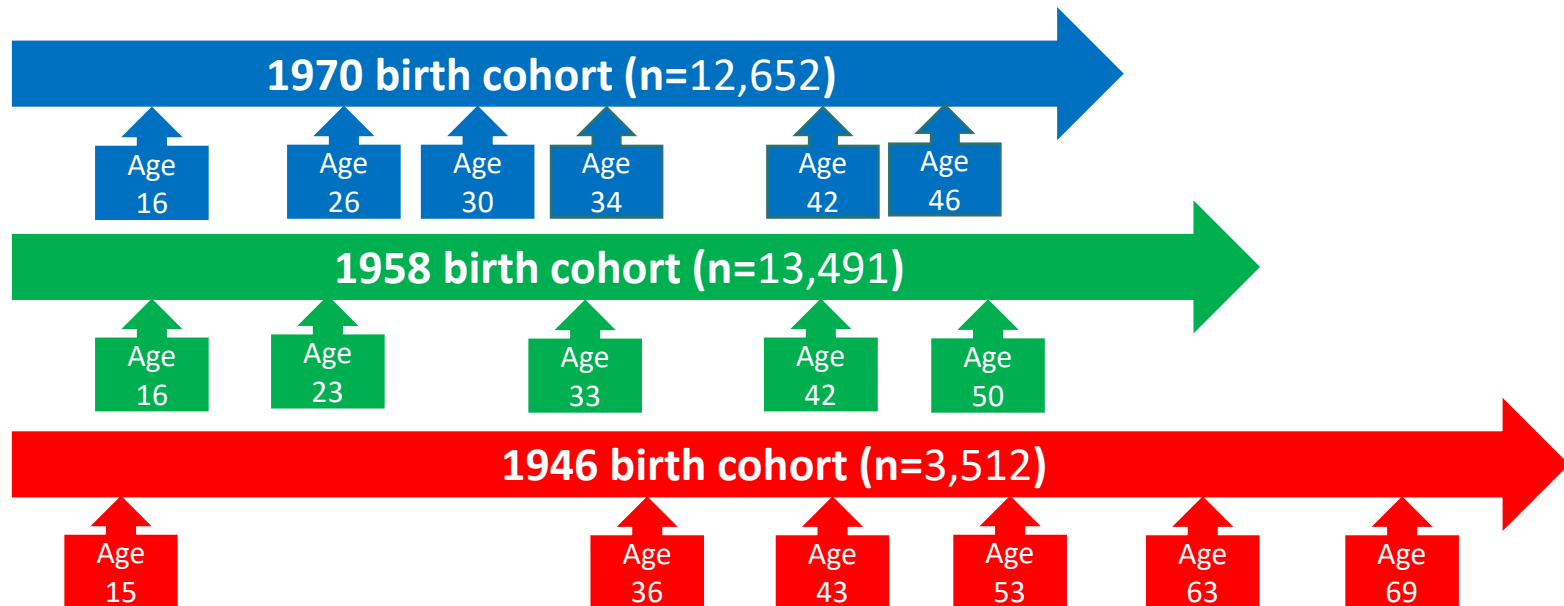 1970 birth cohort (n=12,652)
Age
16
Age
26
Age
30
Age
34
Age
42
Age
46
1958 birth cohort (n=13,491)
Age
16
Age
23
Age
33
Age
42
Age
50
1946 birth cohort (n=3,512)
Age
15
Age
36
Age
43
Age
53
Age
63
Age
69